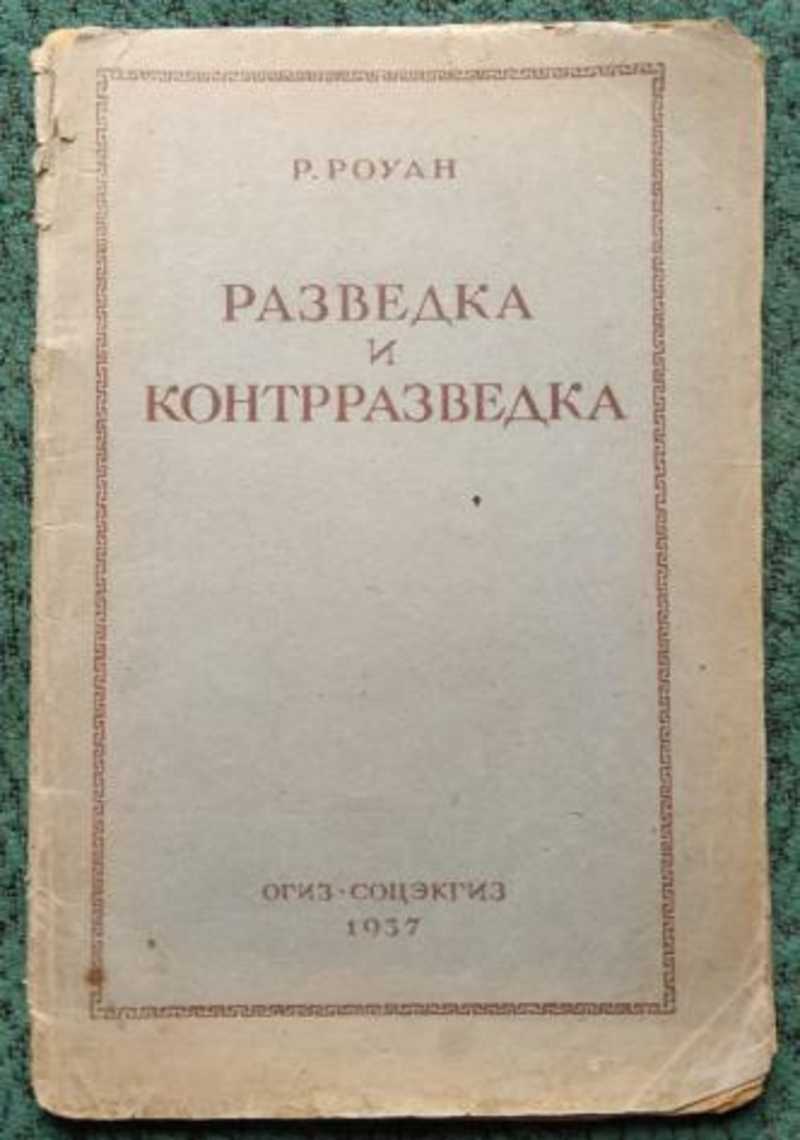 Р. РОУАН
РАЗВЕДКА
И
КОНТРРАЗВЕДКА
ОГИЗ · СОЦЭКГИЗ
1937